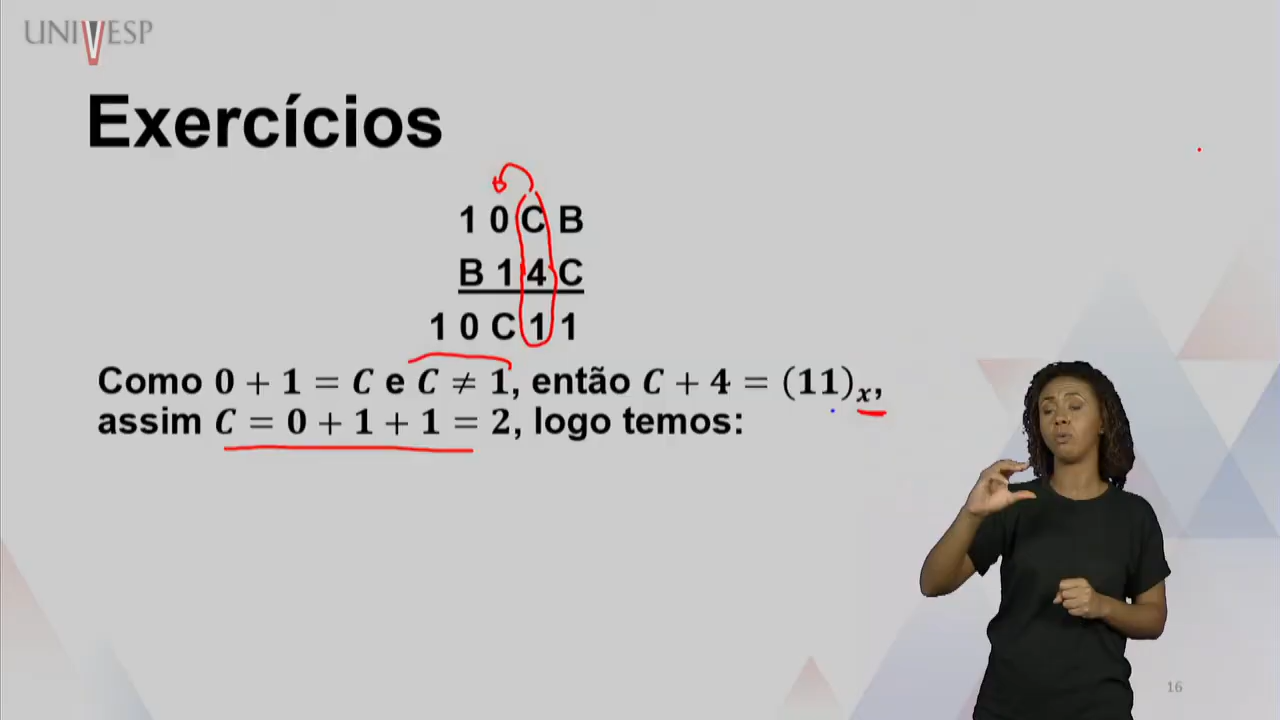 UNIVESP
Exercícios
1 0 C B
B 1 4 C
1 0 C 1 1
Como 0 + 1 = C e C ≠ 1, então C + 4 = (11)ₓ,
assim C = 0 + 1 + 1 = 2, logo temos:
16